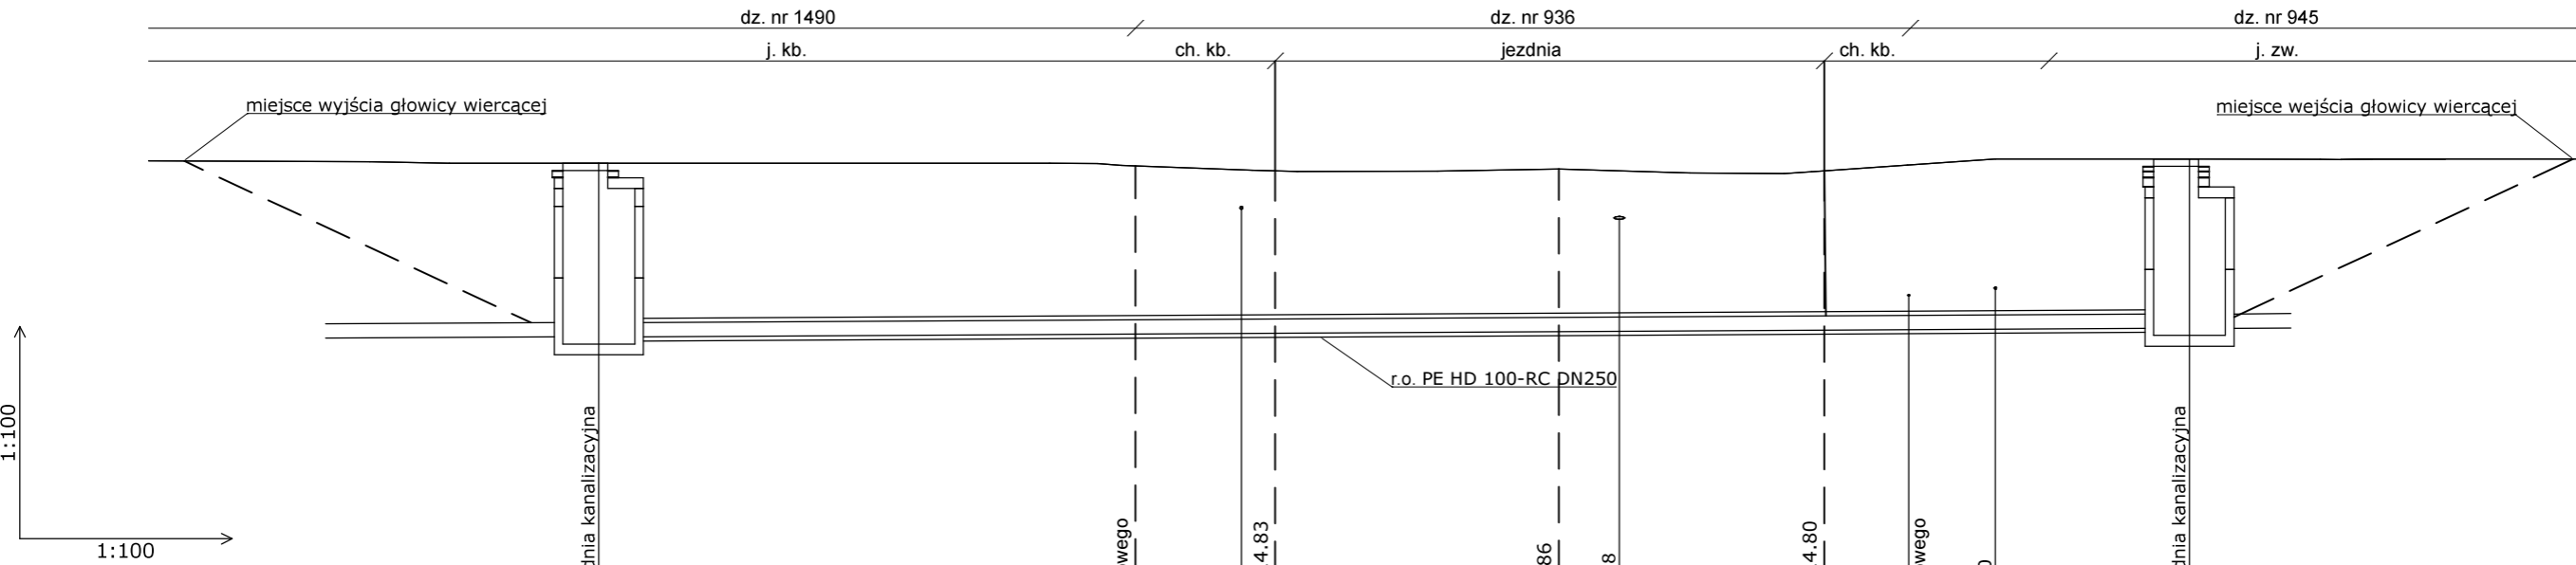 dz. nr 1490
dz. nr 936
dz. nr 945
j. kb.
ch. kb.
jezdnia
ch. kb.
j. zw.
miejsce wyjścia głowicy wiercącej
miejsce wejścia głowicy wiercącej
r.o. PE HD 100-RC DN250
1:100
1:100
dnia kanalizacyjna
owego
4.83
86
8
4.80
owego
dnia kanalizacyjna